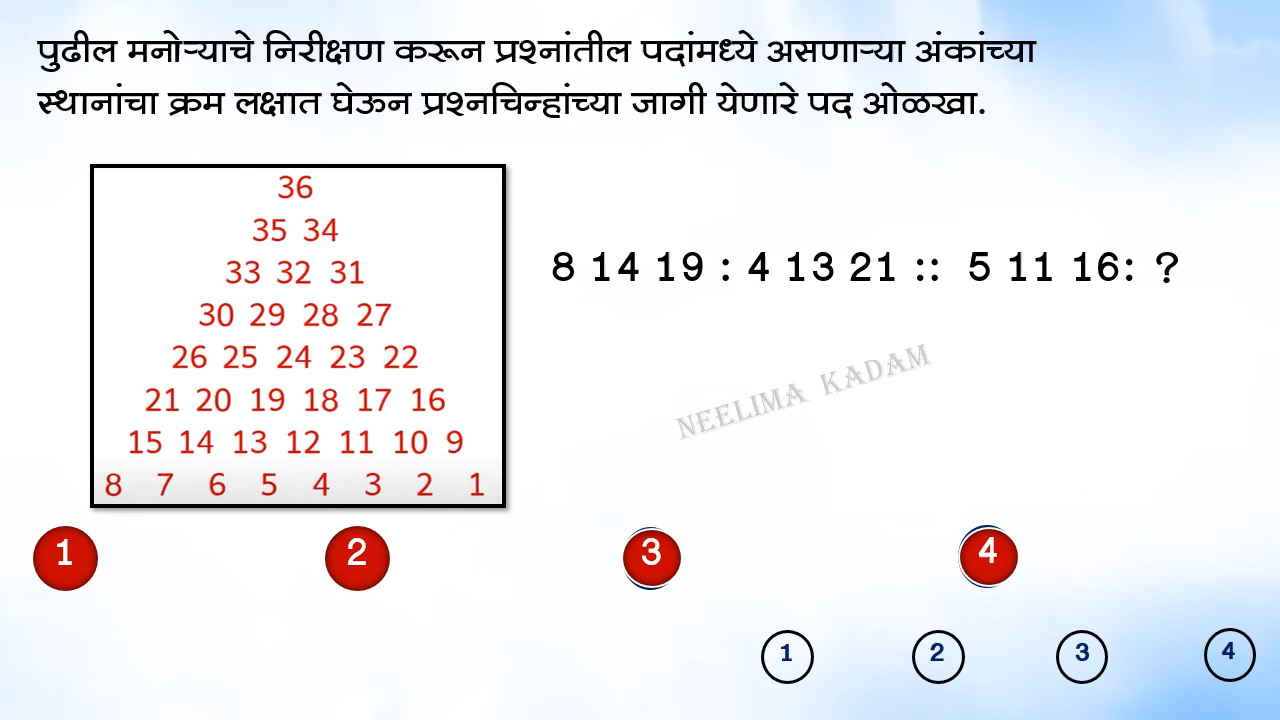 पुढील मनोऱ्याचे निरीक्षण करून प्रश्नांतील पदांमध्ये असणाऱ्या अंकांच्या
स्थानांचा क्रम लक्षात घेऊन प्रश्नचिन्हांच्या जागी येणारे पद ओळखा.
36
35 34
33 32 31
30 29 28 27
26 25 24 23 22
21 20 19 18 17 16
15 14 13 12 11 10 9
8 7 6 5 4 3 2 1
8 14 19 : 4 13 21 :: 5 11 16: ?
NEELIMA KADAM
1 2 3 4
1 2 3 4